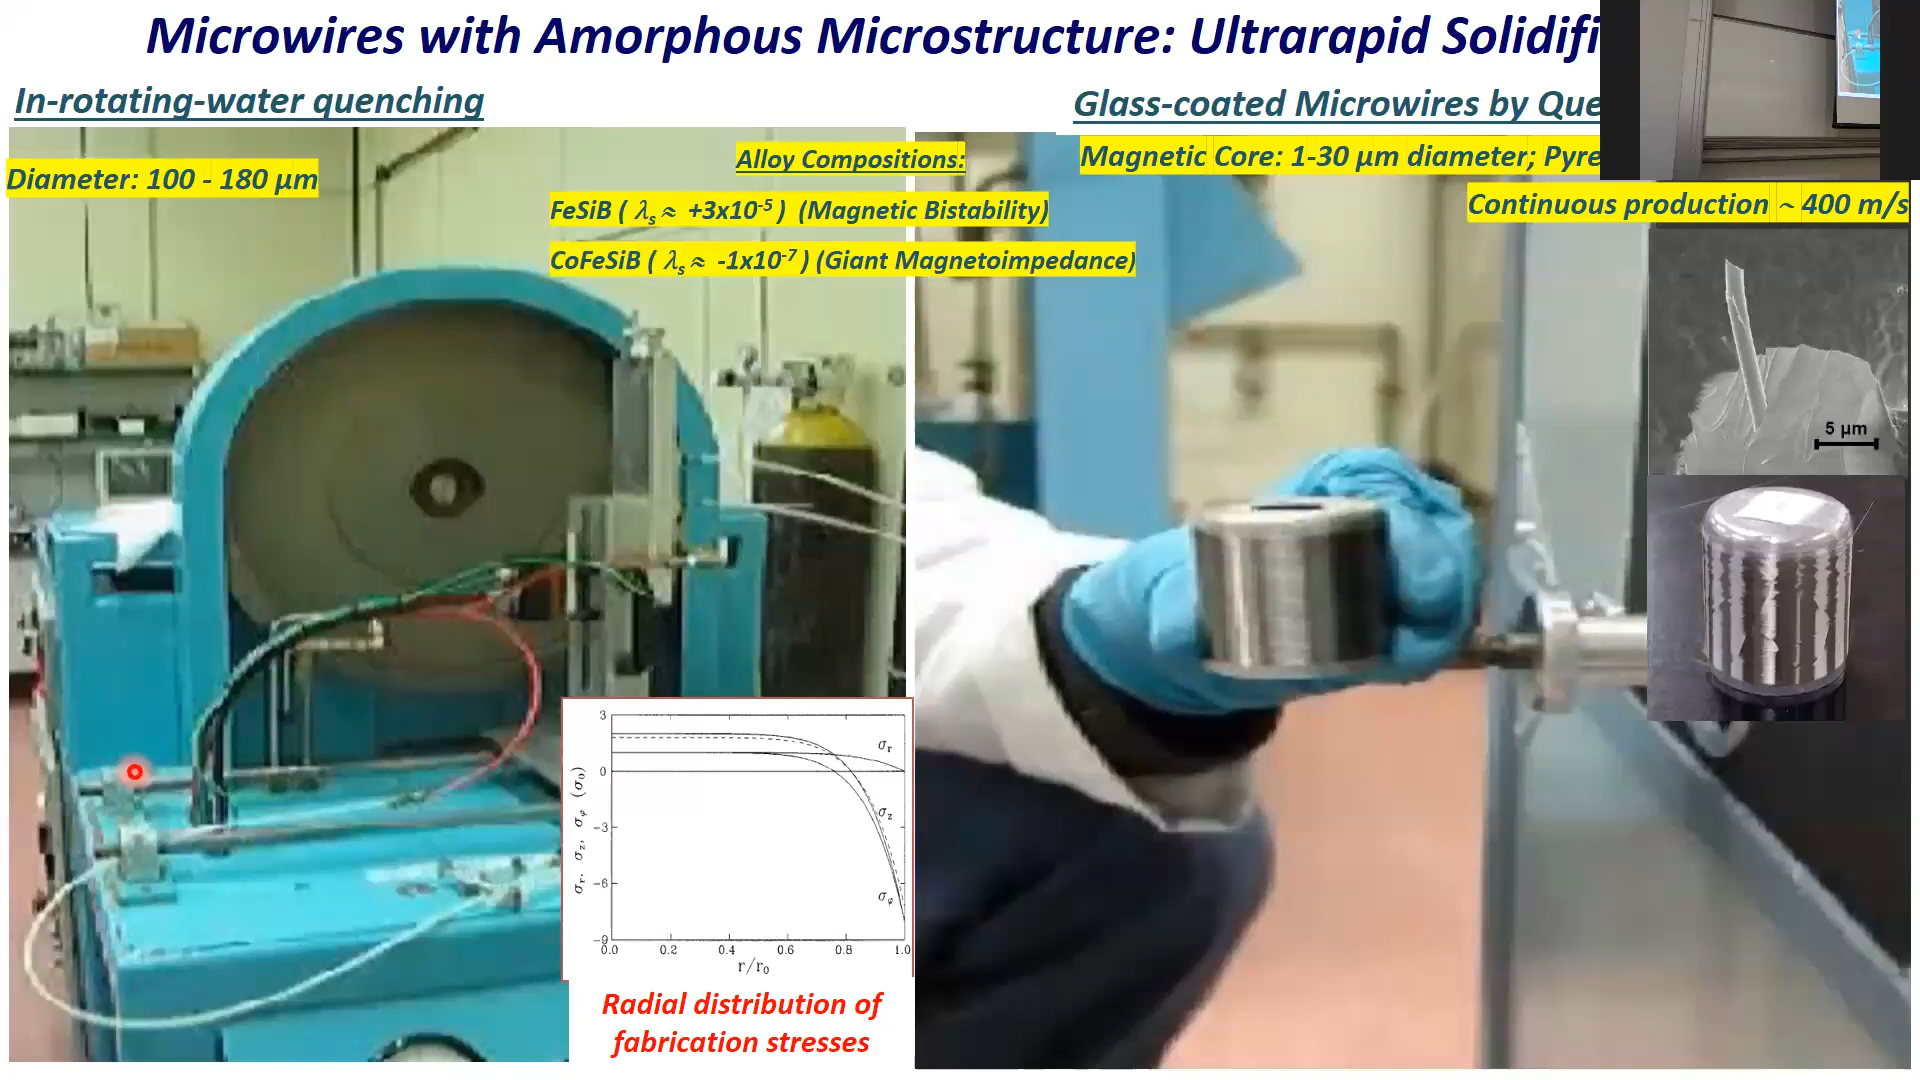 Microwires with Amorphous Microstructure: Ultrarapid Solidifi
In-rotating-water quenching
Glass-coated Microwires by Que
Diameter: 100 - 180 µm
Alloy Compositions:
FeSiB ( λs ≈ +3x10-5 ) (Magnetic Bistability)
CoFeSiB ( λs ≈ -1x10-7 ) (Giant Magnetoimpedance)
Magnetic Core: 1-30 µm diameter; Pyre
Continuous production ~ 400 m/s
5 µm
3
0
-3
-6
-9
σr, σz, σφ (σ0)
σr
σz
σφ
0.0 0.2 0.4 0.6 0.8 1.0
r/r0
Radial distribution of
fabrication stresses